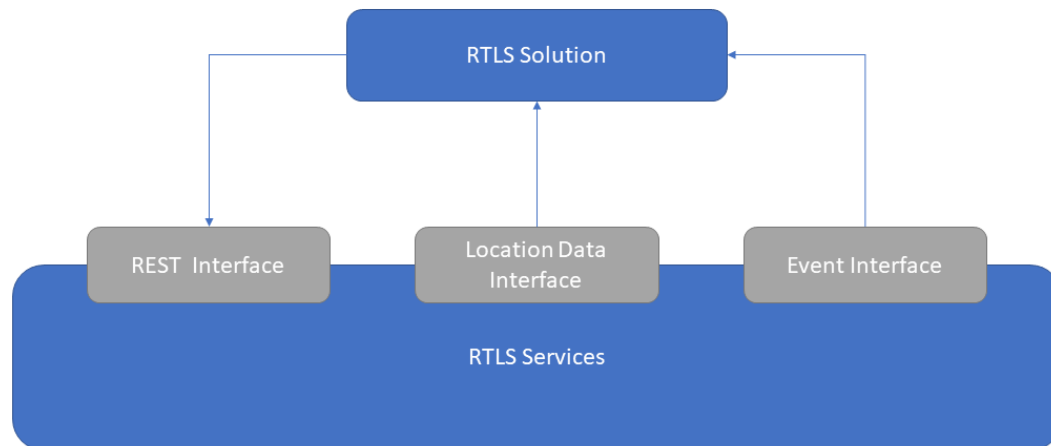 RTLS Solution
REST Interface
Location Data
Interface
Event Interface
RTLS Services